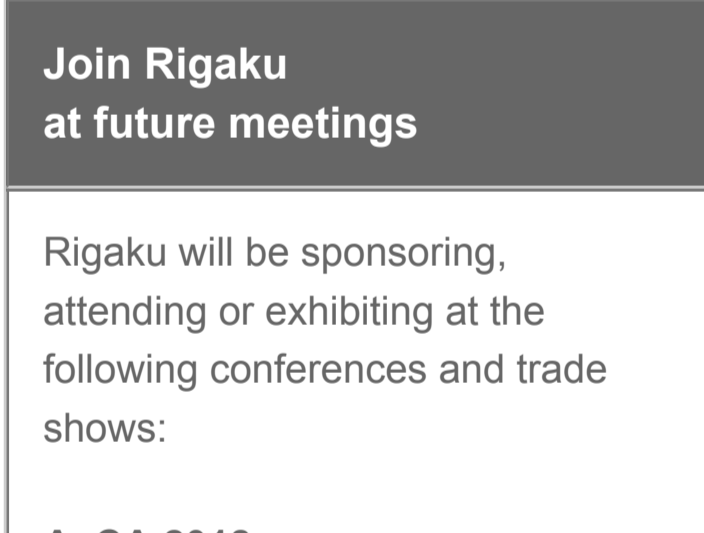 Join Rigaku
at future meetings
Rigaku will be sponsoring,
attending or exhibiting at the
following conferences and trade
shows: